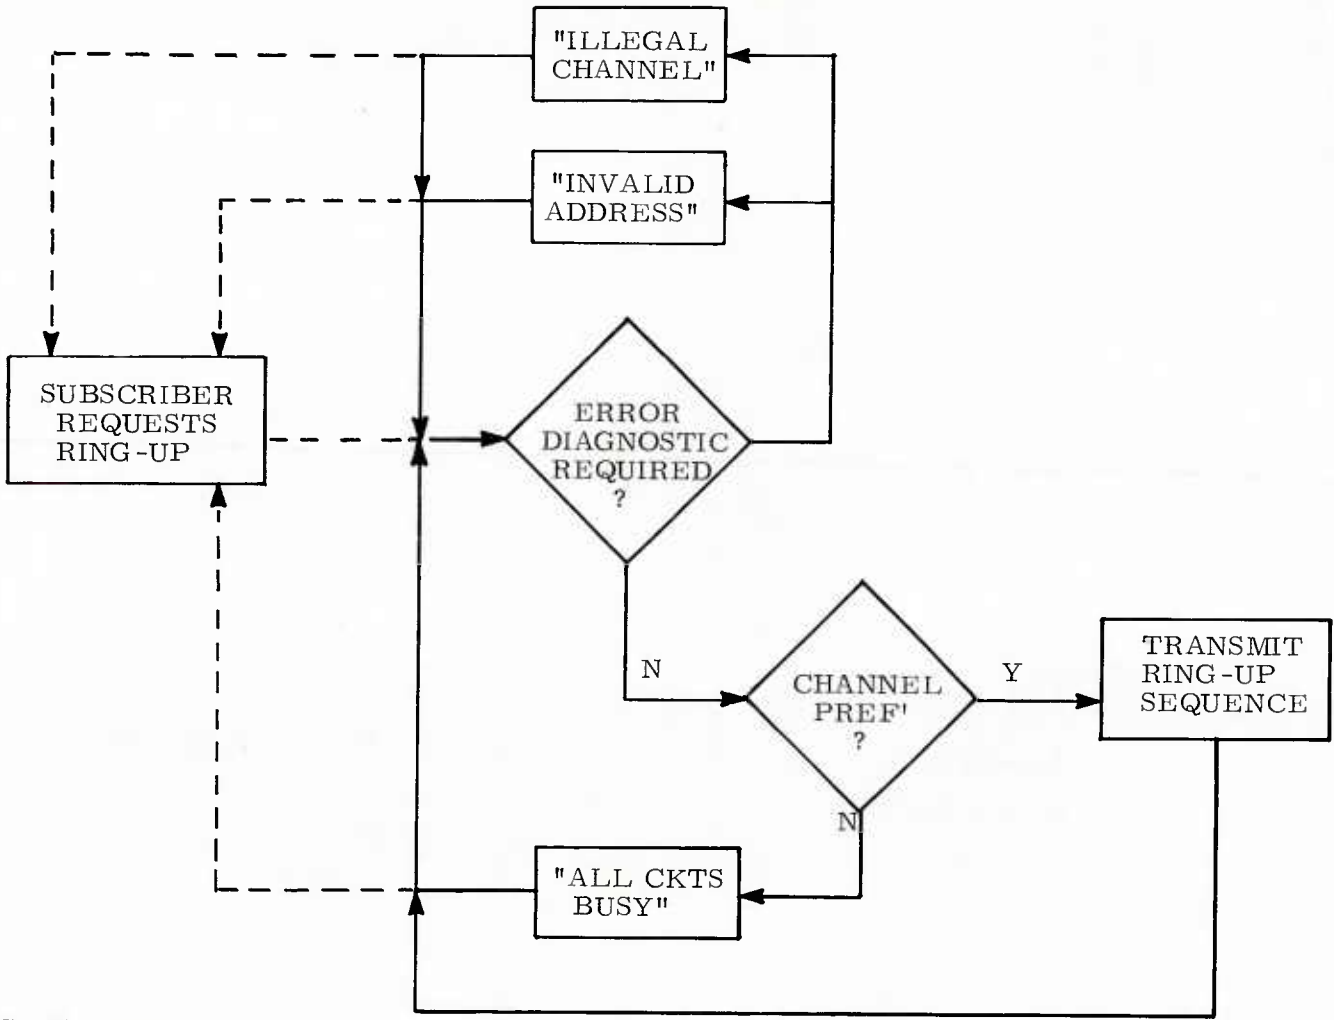 "ILLEGAL
CHANNEL"
"INVALID
ADDRESS"
SUBSCRIBER
REQUESTS
RING-UP
ERROR
DIAGNOSTIC
REQUIRED
?
N
CHANNEL
PREF'
?
Y
TRANSMIT
RING-UP
SEQUENCE
N
"ALL CKTS
BUSY"